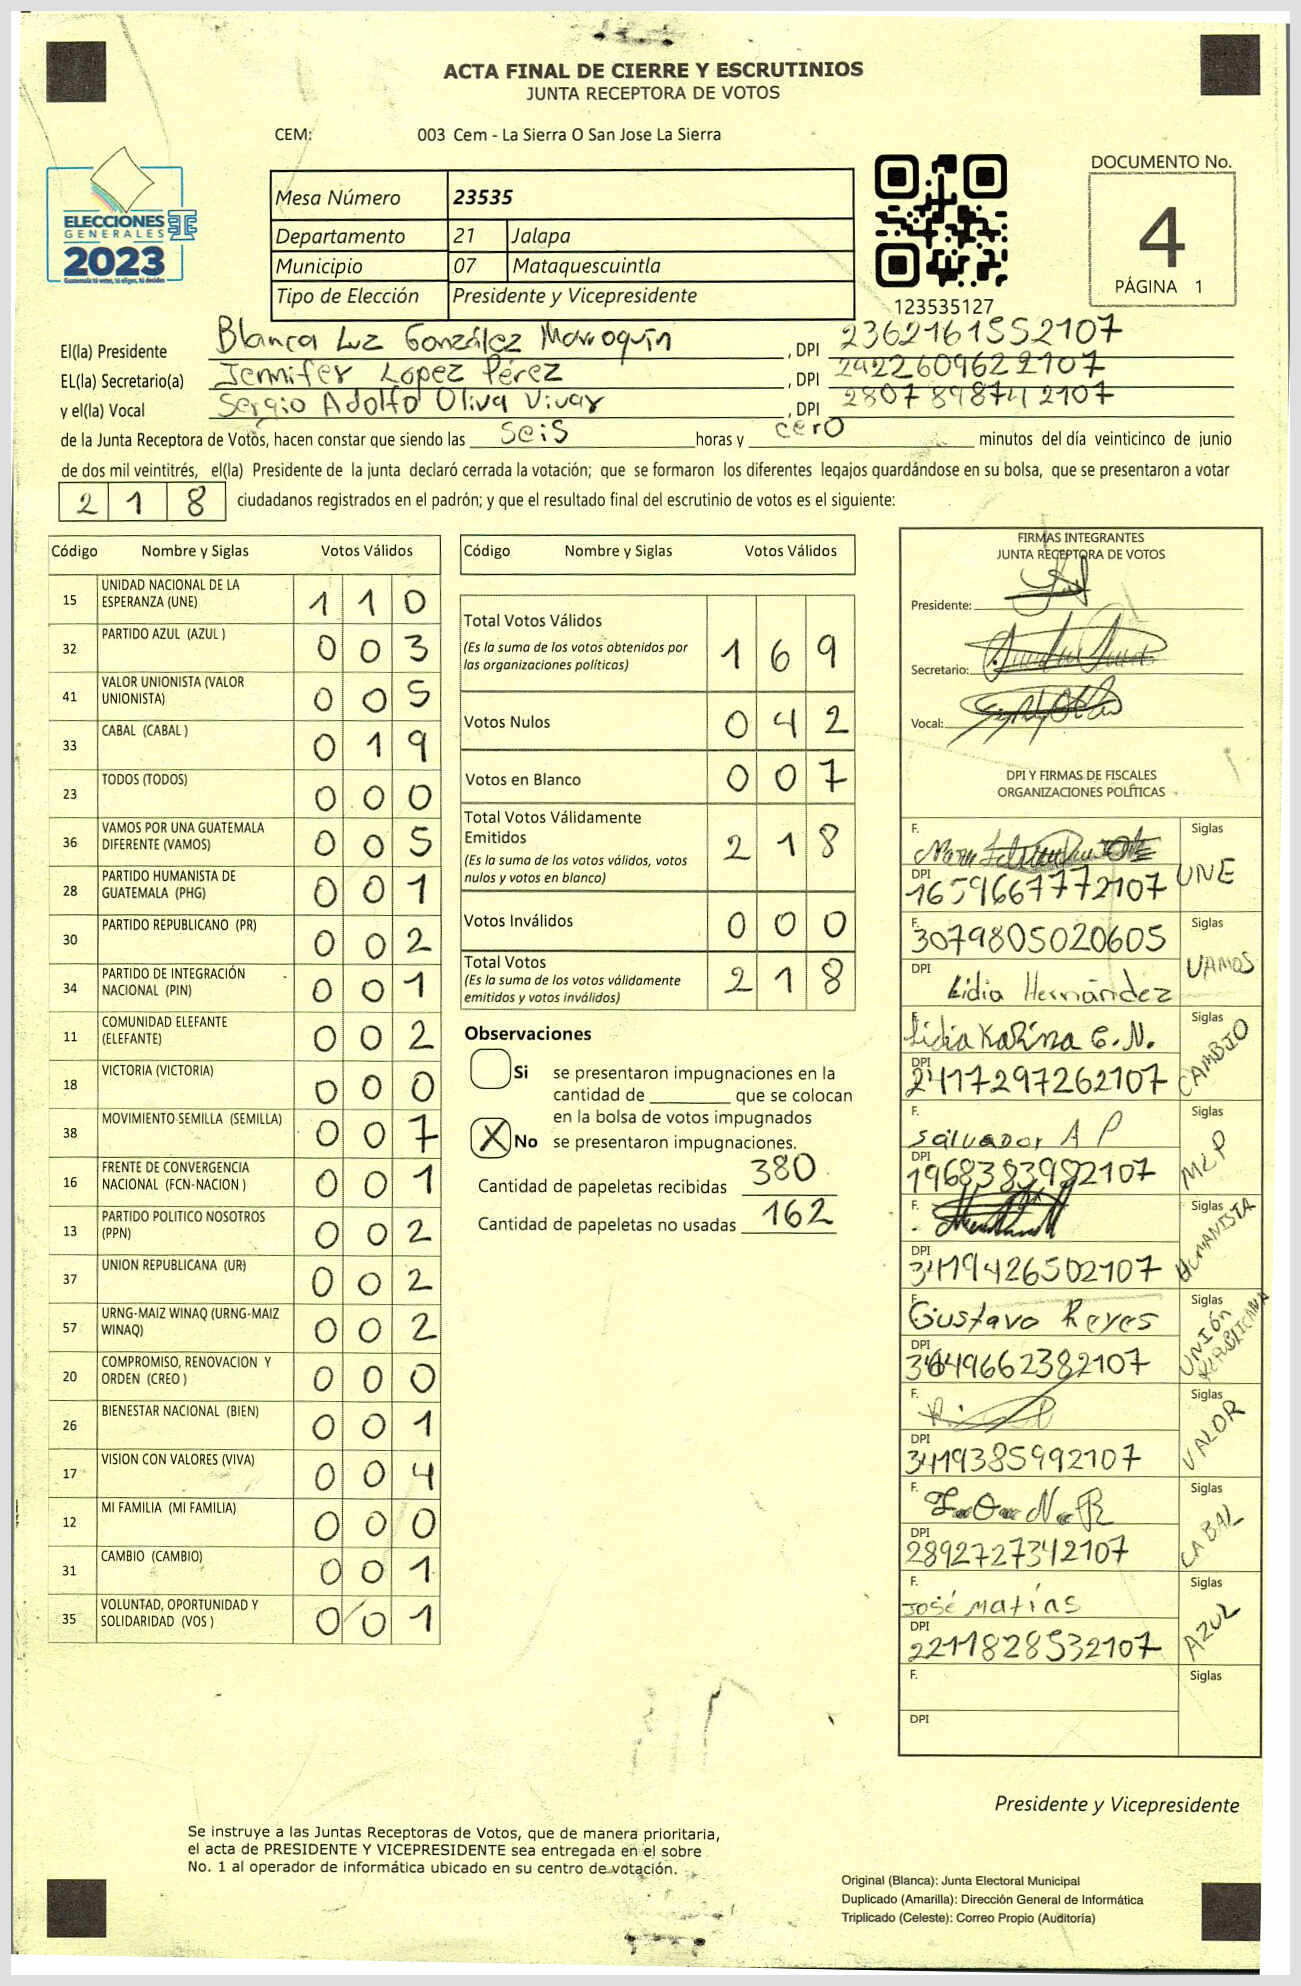 ACTA FINAL DE CIERRE Y ESCRUTINIOS
JUNTA RECEPTORA DE VOTOS
CEM: 003 Cem - La Sierra O San Jose La Sierra
ELECCIONES
GENERALES
2023
Guatemala tú votas, tú eliges, tú decides
Mesa Número 23535
Departamento 21 Jalapa
Municipio 07 Mataquescuintla
Tipo de Elección Presidente y Vicepresidente
123535127
DOCUMENTO No.
4
PÁGINA 1
El(la) Presidente Blanca Luz González Marroquín, DPI 2362161552107
EL(la) Secretario(a) Jennifer Lopez Pérez, DPI 2922609622107
y el(la) Vocal Sergio Adolfo Oliva Vivar, DPI 2807898742107
de la Junta Receptora de Votos, hacen constar que siendo las seis horas y cero minutos del día veinticinco de junio
de dos mil veintitrés, el(la) Presidente de la junta declaró cerrada la votación; que se formaron los diferentes legajos guardándose en su bolsa, que se presentaron a votar
218 ciudadanos registrados en el padrón; y que el resultado final del escrutinio de votos es el siguiente:
Código Nombre y Siglas Votos Válidos
15 UNIDAD NACIONAL DE LA
ESPERANZA (UNE) 1 1 0
32 PARTIDO AZUL (AZUL ) 0 0 3
41 VALOR UNIONISTA (VALOR
UNIONISTA) 0 0 5
33 CABAL (CABAL ) 0 1 9
23 TODOS (TODOS) 0 0 0
36 VAMOS POR UNA GUATEMALA
DIFERENTE (VAMOS) 0 0 5
28 PARTIDO HUMANISTA DE
GUATEMALA (PHG) 0 0 1
30 PARTIDO REPUBLICANO (PR) 0 0 2
34 PARTIDO DE INTEGRACIÓN
NACIONAL (PIN) 0 0 1
11 COMUNIDAD ELEFANTE
(ELEFANTE) 0 0 2
18 VICTORIA (VICTORIA) 0 0 0
38 MOVIMIENTO SEMILLA (SEMILLA) 0 0 7
16 FRENTE DE CONVERGENCIA
NACIONAL (FCN-NACION ) 0 0 1
13 PARTIDO POLITICO NOSOTROS
(PPN) 0 0 2
37 UNION REPUBLICANA (UR) 0 0 2
57 URNG-MAIZ WINAQ (URNG-MAIZ
WINAQ) 0 0 2
20 COMPROMISO, RENOVACION Y
ORDEN (CREO ) 0 0 0
26 BIENESTAR NACIONAL (BIEN) 0 0 1
17 VISION CON VALORES (VIVA) 0 0 4
12 MI FAMILIA (MI FAMILIA) 0 0 0
31 CAMBIO (CAMBIO) 0 0 1
35 VOLUNTAD, OPORTUNIDAD Y
SOLIDARIDAD (VOS ) 0 0 1
Código Nombre y Siglas Votos Válidos
Total Votos Válidos
(Es la suma de los votos obtenidos por
las organizaciones políticas) 1 6 9
Votos Nulos 0 4 2
Votos en Blanco 0 0 7
Total Votos Válidamente
Emitidos
(Es la suma de los votos válidos, votos
nulos y votos en blanco) 2 1 8
Votos Inválidos 0 0 0
Total Votos
(Es la suma de los votos válidamente
emitidos y votos inválidos) 2 1 8
Observaciones
Si se presentaron impugnaciones en la
cantidad de ________ que se colocan
en la bolsa de votos impugnados
X No se presentaron impugnaciones.
Cantidad de papeletas recibidas 380
Cantidad de papeletas no usadas 162
FIRMAS INTEGRANTES
JUNTA RECEPTORA DE VOTOS
Presidente:
Secretario:
Vocal:
DPI Y FIRMAS DE FISCALES
ORGANIZACIONES POLÍTICAS
F. Siglas
DPI 1659667772107 UNE
F. 3079805020605 Siglas
DPI Lidia Hernández VAMOS
F. Lidia Karina G.N. Siglas
DPI 2417297262107 CAMBIO
F. Salvador A P Siglas
DPI 1968383982107 MLP
F. Siglas
DPI 3419426502107 HUMANISTA
F. Gustavo Reyes Siglas
DPI 3449662382107 UNIÓN REPUBLICANA
F. Siglas
DPI 3419385992107 VALOR
F. Siglas
DPI 2892727342107 CABAL
F. José Matías Siglas
DPI 2211828532107 AZUL
F. Siglas
DPI
Presidente y Vicepresidente
Se instruye a las Juntas Receptoras de Votos, que de manera prioritaria,
el acta de PRESIDENTE Y VICEPRESIDENTE sea entregada en el sobre
No. 1 al operador de informática ubicado en su centro de votación.
Original (Blanca): Junta Electoral Municipal
Duplicado (Amarilla): Dirección General de Informática
Triplicado (Celeste): Correo Propio (Auditoría)